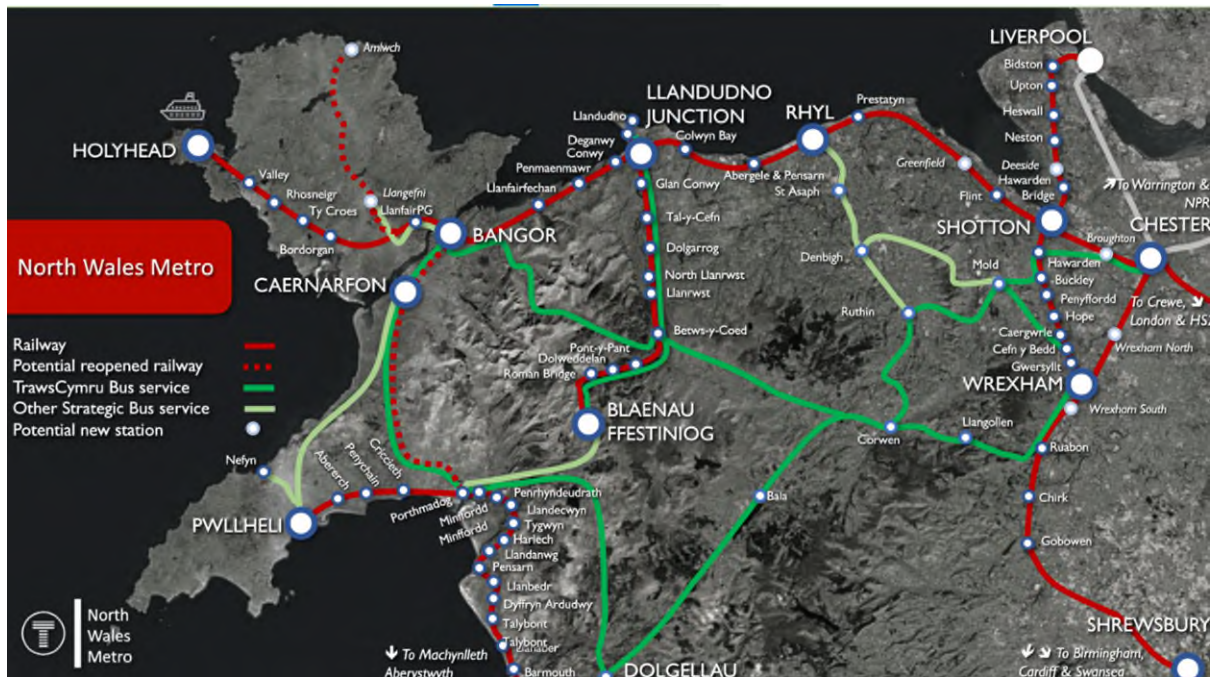 LIVERPOOL
Bidston
Upton
Heswall
Neston
Deeside
Hawarden
Bridge
To Warrington &
NPR
Amlwch
HOLYHEAD
Valley
Rhosneigr
Ty Croes
Bordorgan
Llangefni
LlanfairPG
BANGOR
Llanfairfechan
Penmaenmawr
Conwy
Deganwy
Llandudno
LLANDUDNO
JUNCTION
Colwyn Bay
Abergele & Pensarn
RHYL
Prestatyn
St Asaph
Greenfield
Flint
SHOTTON
CHESTER
Broughton
Glan Conwy
Tal-y-Cefn
Dolgarrog
North Llanrwst
Llanrwst
Betws-y-Coed
Pont-y-Pant
Dolweddelan
Roman Bridge
BLAENAU
FFESTINIOG
Denbigh
Mold
Ruthin
Hawarden
Buckley
Penyffordd
Hope
Caergwrle
Cefn y Bedd
Gwersyllt
WREXHAM
To Crewe,
London & HS2
Wrexham North
Wrexham South
North Wales Metro
CAERNARFON
Railway
Potential reopened railway
TrawsCymru Bus service
Other Strategic Bus service
Potential new station
Nefyn
PWLLHELI
Abererch
Penychain
Criccieth
Porthmadog
Minffordd
Minffordd
Penrhyndeudrath
Llandecwyn
Tygwyn
Harlech
Llandanwg
Pensarn
Llanbedr
Dyffryn Ardudwy
Talybont
Talybont
Barmouth
Corwen
Llangollen
Ruabon
Bala
Chirk
Gobowen
SHREWSBURY
To Birmingham,
Cardiff & Swansea
To Machynlleth
Aberystwyth
DOLGELLAU
North
Wales
Metro